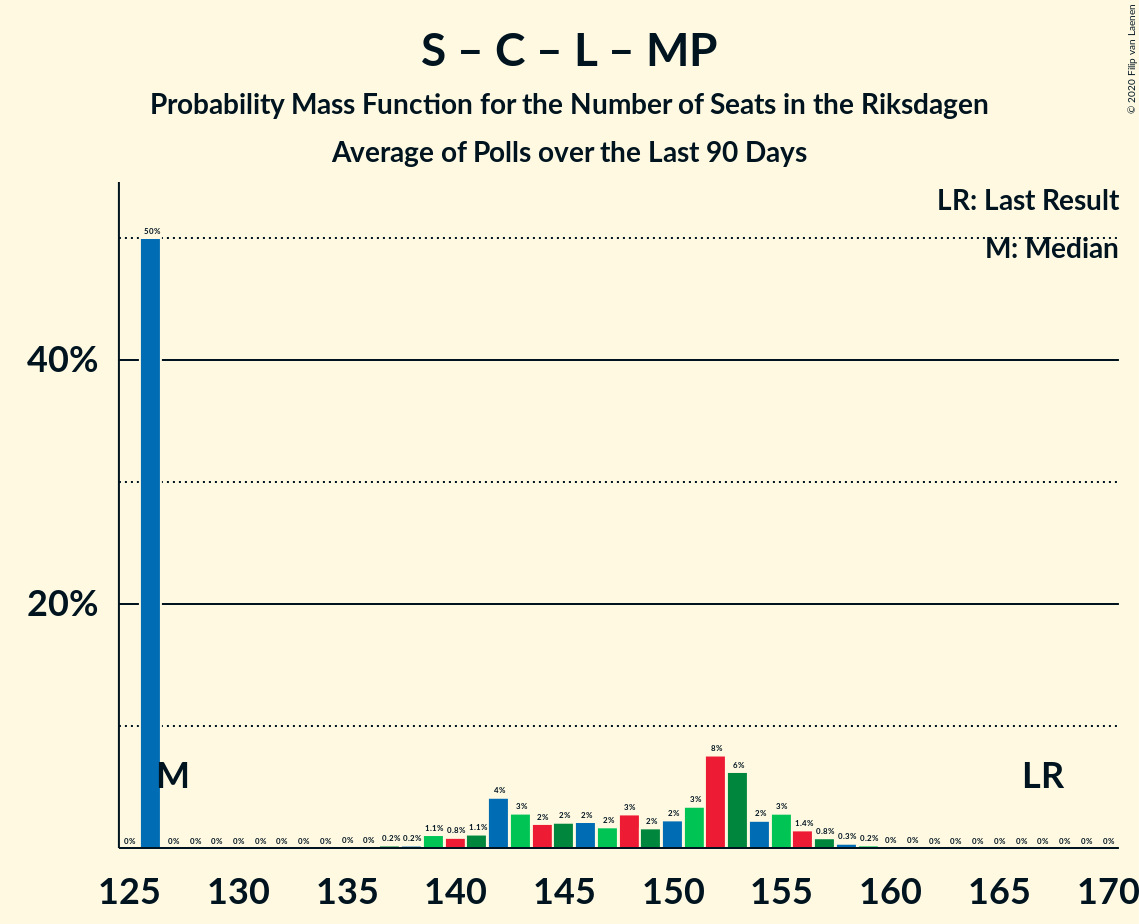 © 2020 Filip van Laenen
S – C – L – MP
Probability Mass Function for the Number of Seats in the Riksdagen
Average of Polls over the Last 90 Days
LR: Last Result
M: Median
40%
20%
0% 50% 0% 0% 0% 0% 0% 0% 0% 0% 0% 0% 0.2% 0.2% 1.1% 0.8% 1.1% 4% 3% 2% 2% 2% 2% 3% 2% 2% 3% 8% 6% 2% 3% 1.4% 0.8% 0.3% 0.2% 0% 0% 0% 0% 0% 0% 0% 0% 0% 0% 0%
M LR
125 130 135 140 145 150 155 160 165 170